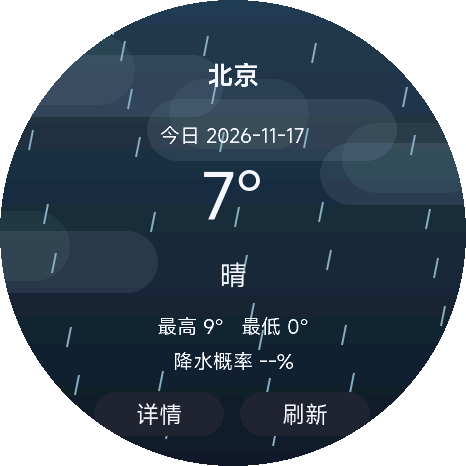 北京
今日 2026-11-17
7°
晴
最高 9° 最低 0°
降水概率 --%
详情 刷新